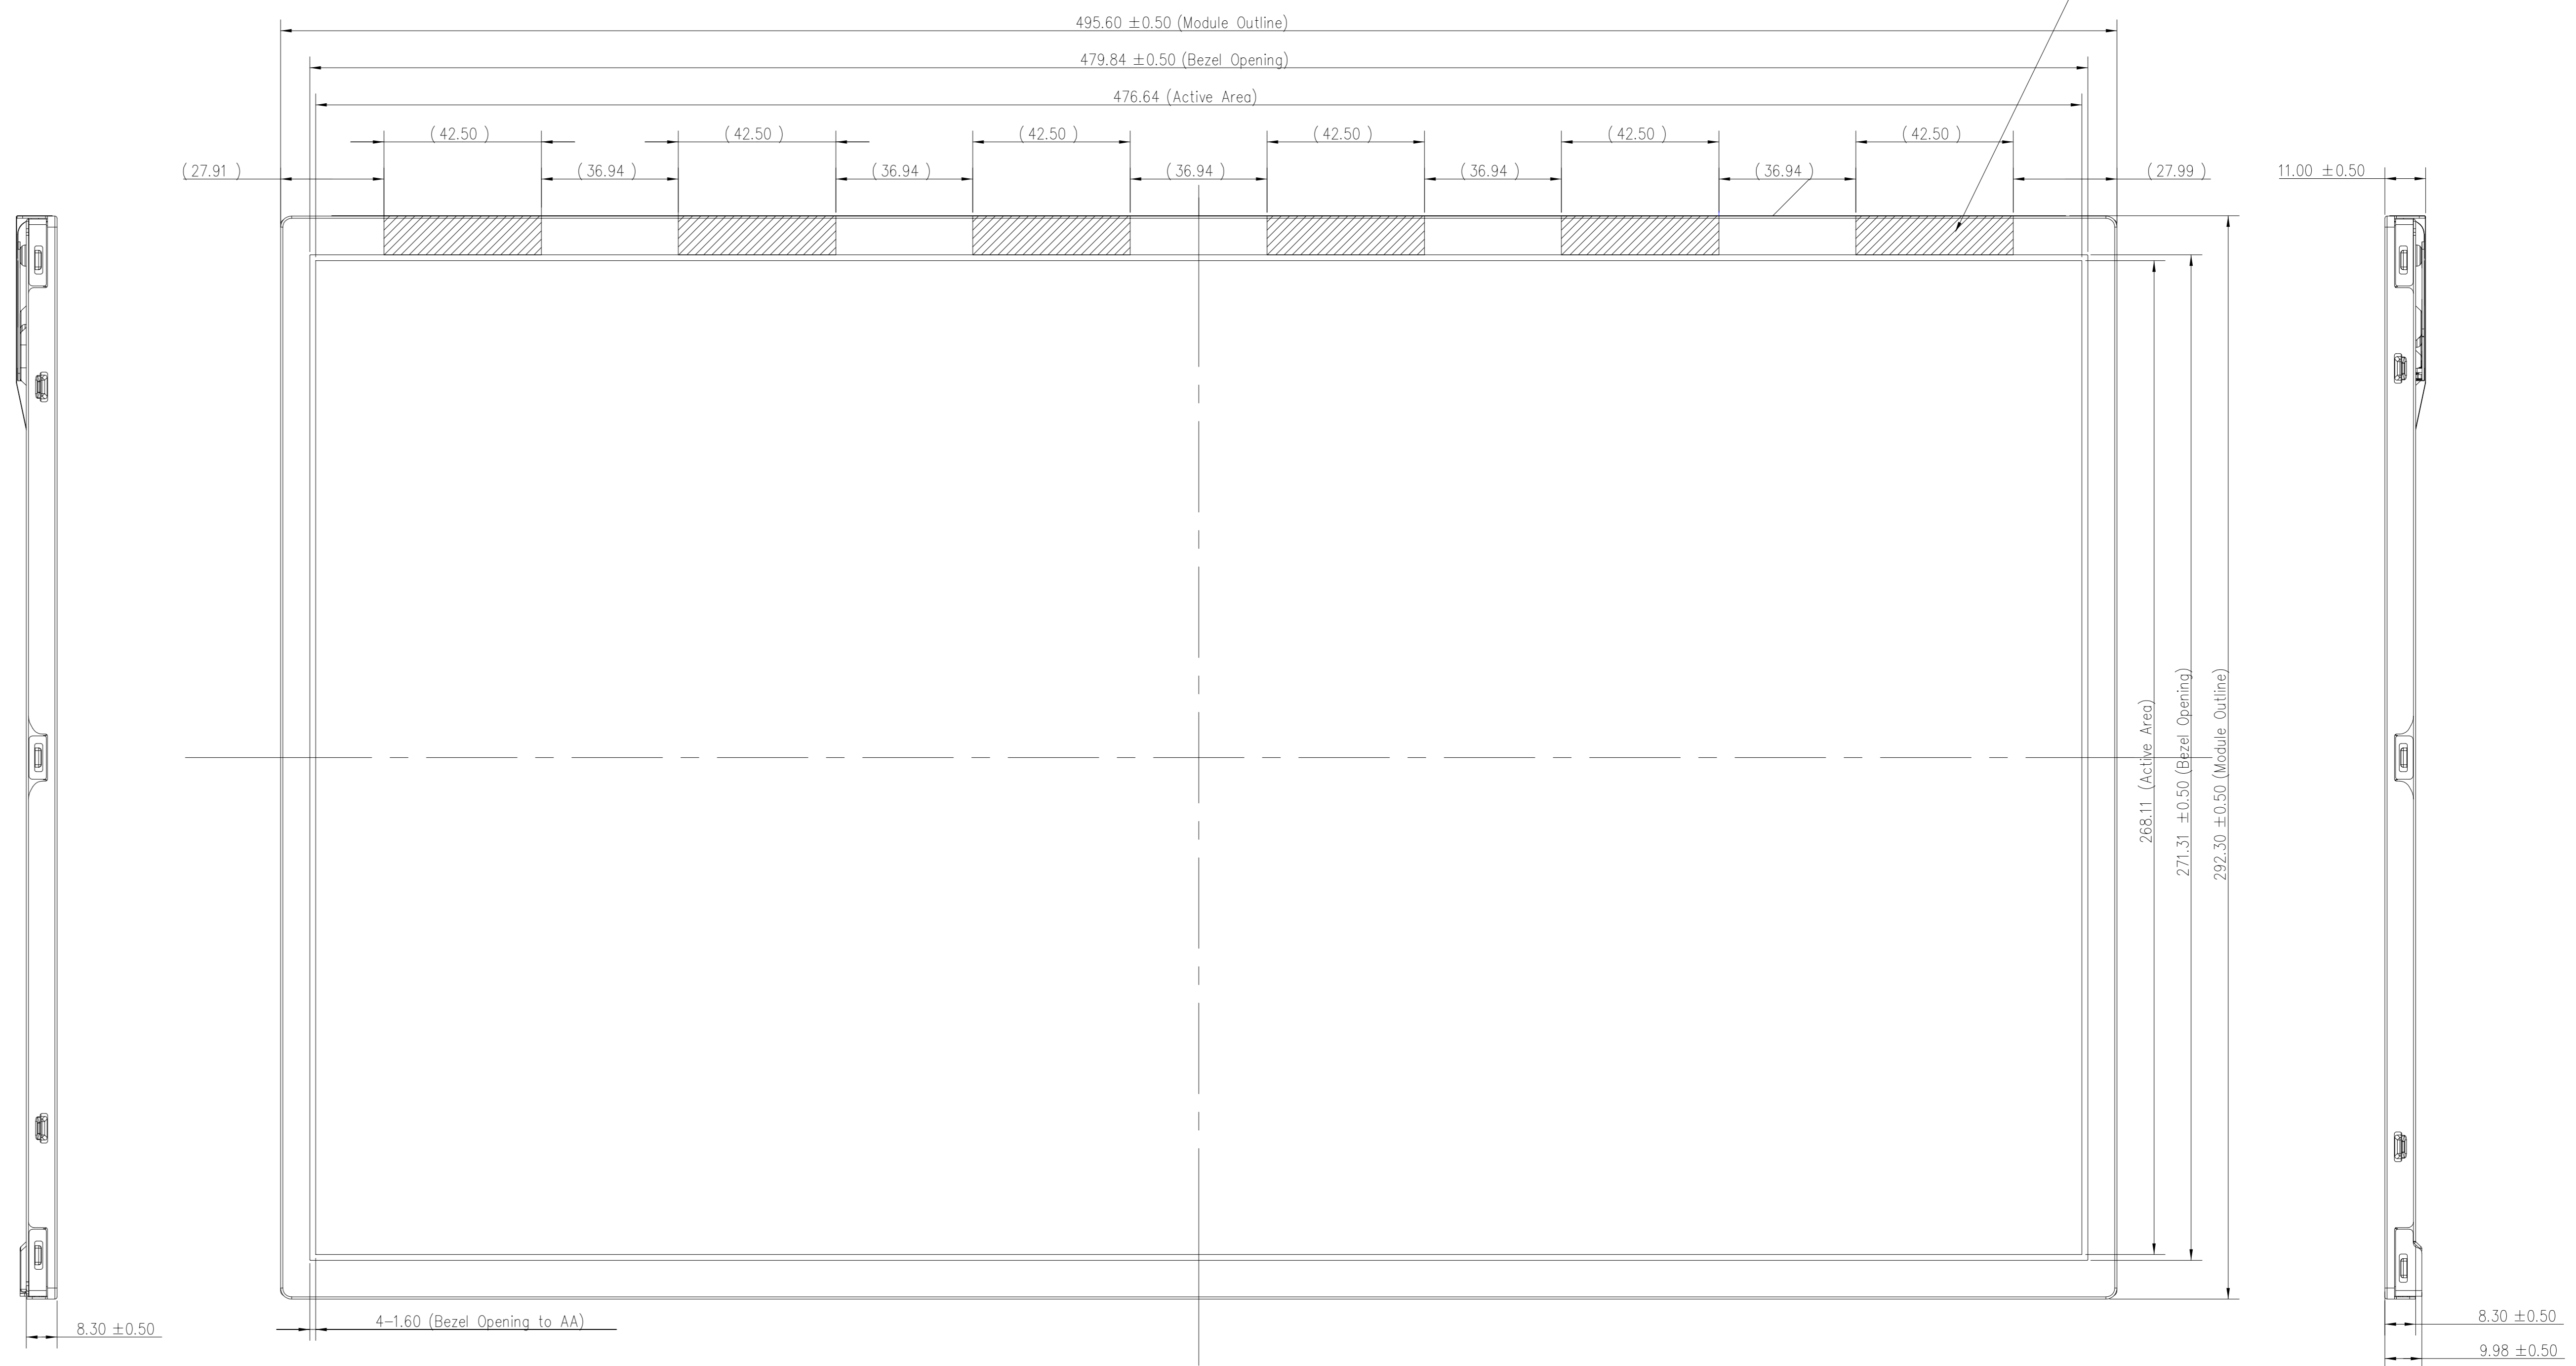 495.60 ±0.50 (Module Outline)
479.84 ±0.50 (Bezel Opening)
476.64 (Active Area)
( 42.50 ) ( 42.50 ) ( 42.50 ) ( 42.50 ) ( 42.50 ) ( 42.50 )
( 27.91 ) ( 36.94 ) ( 36.94 ) ( 36.94 ) ( 36.94 ) ( 36.94 ) ( 27.99 ) 11.00 ±0.50
268.11 (Active Area)
271.31 ±0.50 (Bezel Opening)
292.30 ±0.50 (Module Outline)
8.30 ±0.50
4-1.60 (Bezel Opening to AA)
8.30 ±0.50
9.98 ±0.50